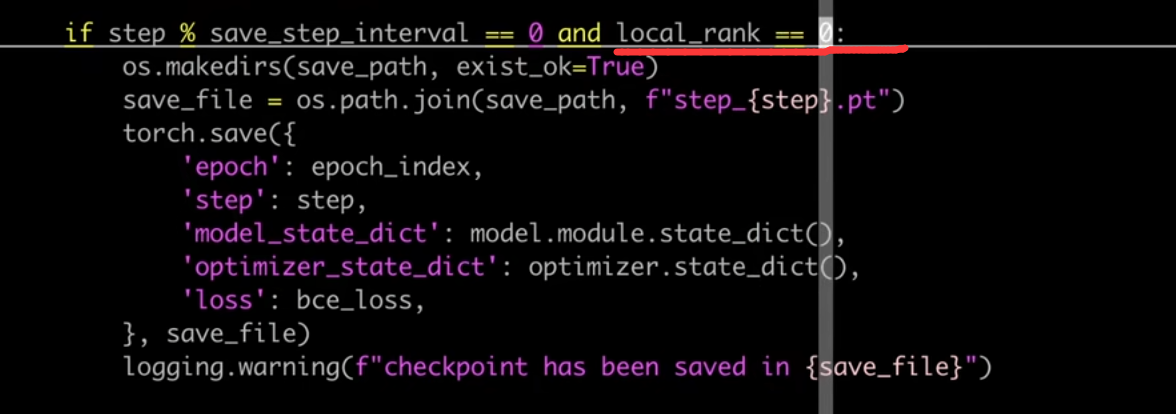 if step % save_step_interval == 0 and local_rank == 0:
os.makedirs(save_path, exist_ok=True)
save_file = os.path.join(save_path, f"step_{step}.pt")
torch.save({
'epoch': epoch_index,
'step': step,
'model_state_dict': model.module.state_dict(),
'optimizer_state_dict': optimizer.state_dict(),
'loss': bce_loss,
}, save_file)
logging.warning(f"checkpoint has been saved in {save_file}")